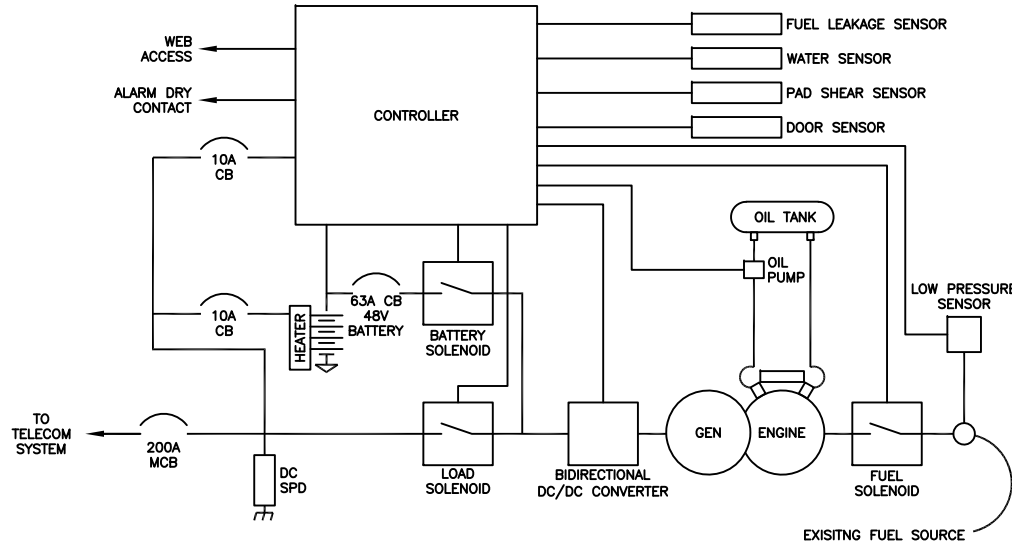 FUEL LEAKAGE SENSOR
WEB
ACCESS
WATER SENSOR
ALARM DRY
CONTACT
PAD SHEAR SENSOR
CONTROLLER
DOOR SENSOR
10A
CB
OIL TANK
OIL
PUMP
LOW PRESSURE
SENSOR
10A
CB
HEATER
63A CB
48V
BATTERY
BATTERY
SOLENOID
TO
TELECOM
SYSTEM
200A
MCB
GEN
ENGINE
DC
SPD
LOAD
SOLENOID
BIDIRECTIONAL
DC/DC CONVERTER
FUEL
SOLENOID
EXISITNG FUEL SOURCE